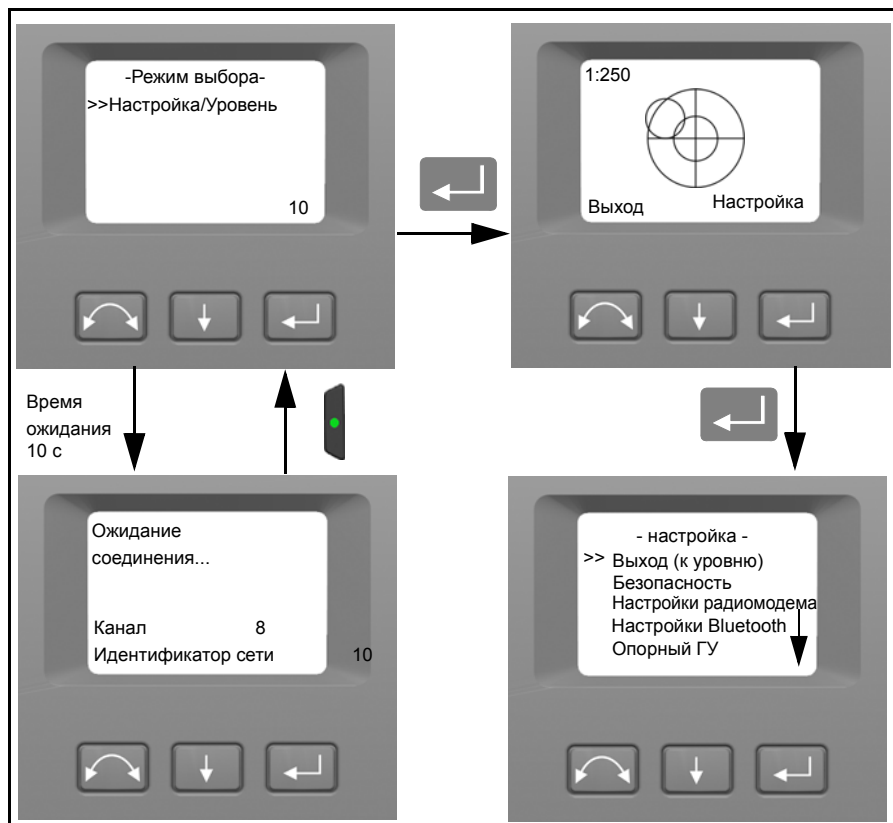 -Режим выбора-
>>Настройка/Уровень
10
1:250
Выход Настройка
Время
ожидания
10 с
Ожидание
соединения...
Канал 8
Идентификатор сети 10
- настройка -
>> Выход (к уровню)
Безопасность
Настройки радиомодема
Настройки Bluetooth
Опорный ГУ